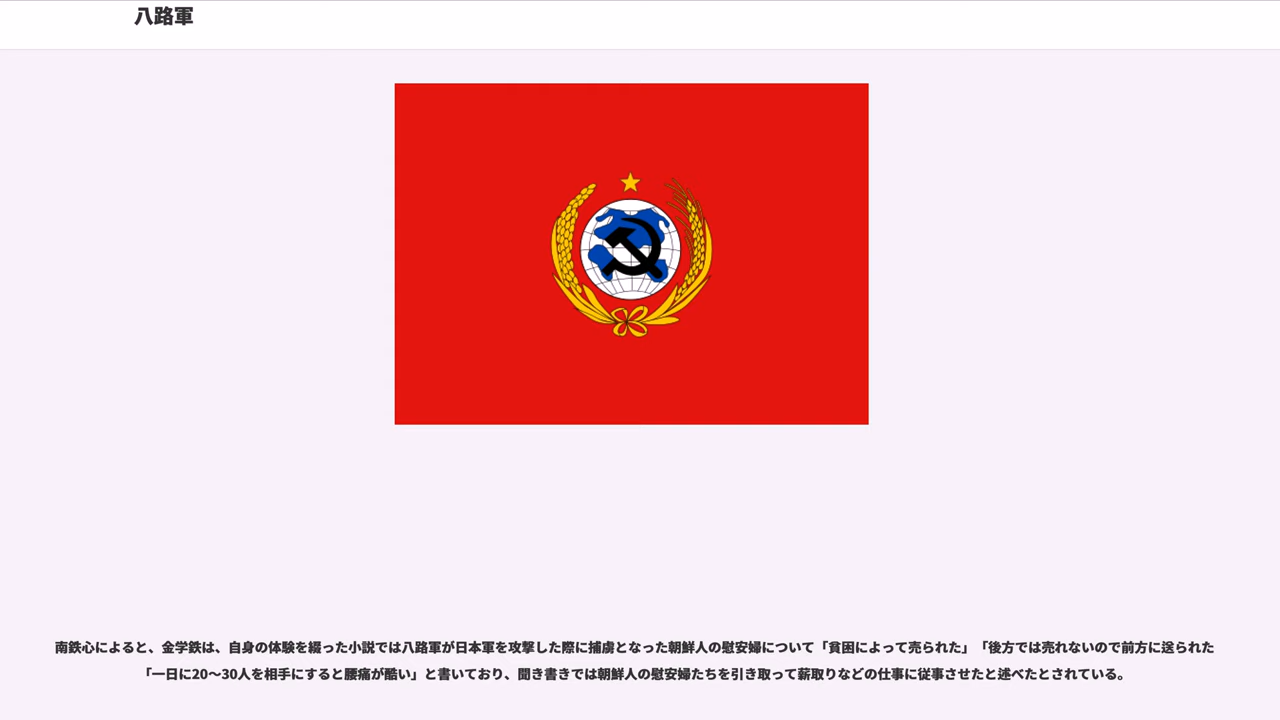 八路軍
南鉄心によると、金学鉄は、自身の体験を綴った小説では八路軍が日本軍を攻撃した際に捕虜となった朝鮮人の慰安婦について「貧困によって売られた」「後方では売れないので前方に送られた
「一日に20〜30人を相手にすると腰痛が酷い」と書いており、聞き書きでは朝鮮人の慰安婦たちを引き取って薪取りなどの仕事に従事させたと述べたとされている。